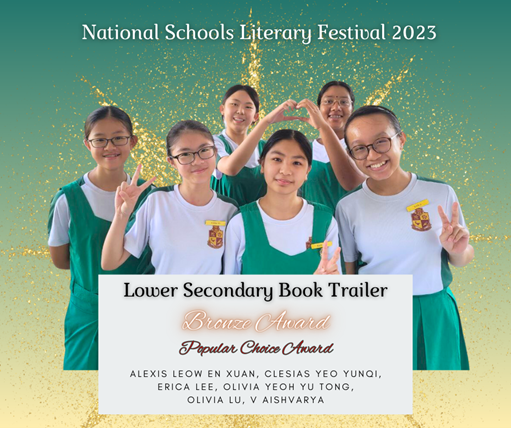 National Schools Literary Festival 2023
Lower Secondary Book Trailer
Bronze Award
Popular Choice Award
ALEXIS LEOW EN XUAN, CLESIAS YEO YUNQI,
ERICA LEE, OLIVIA YEOH YU TONG,
OLIVIA LU, V AISHVARYA